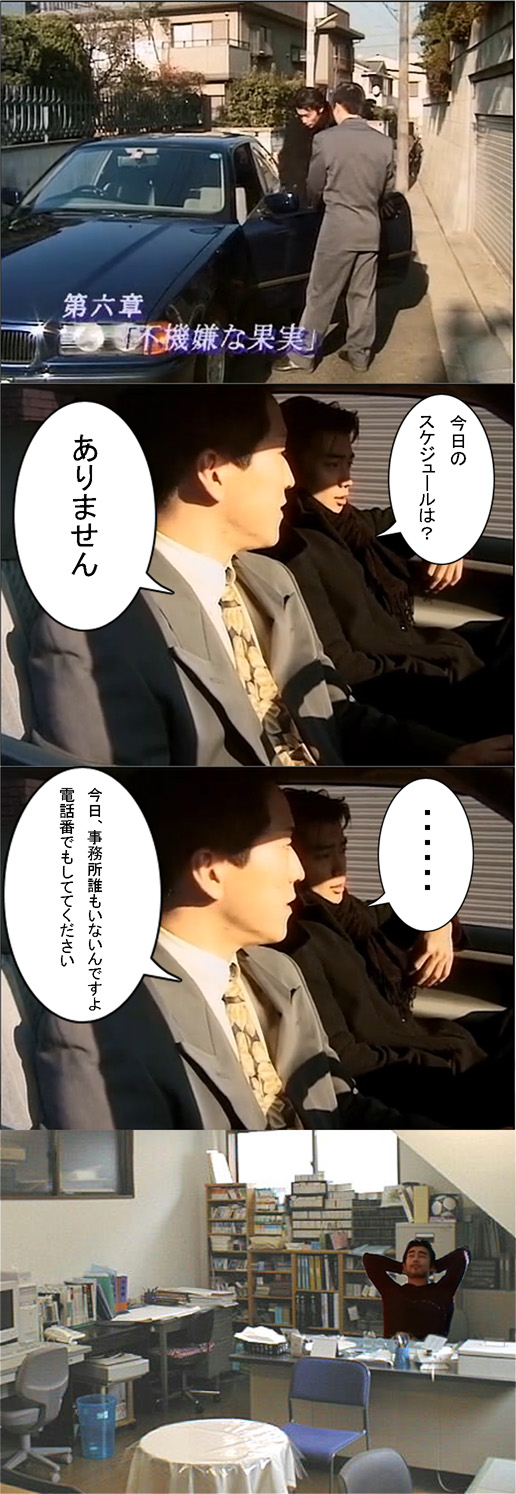 第六章
「不機嫌な果実」
今日の
スケジュールは？
ありません
・・・・・・
今日、事務所誰もいないんですよ
電話番でもしててください